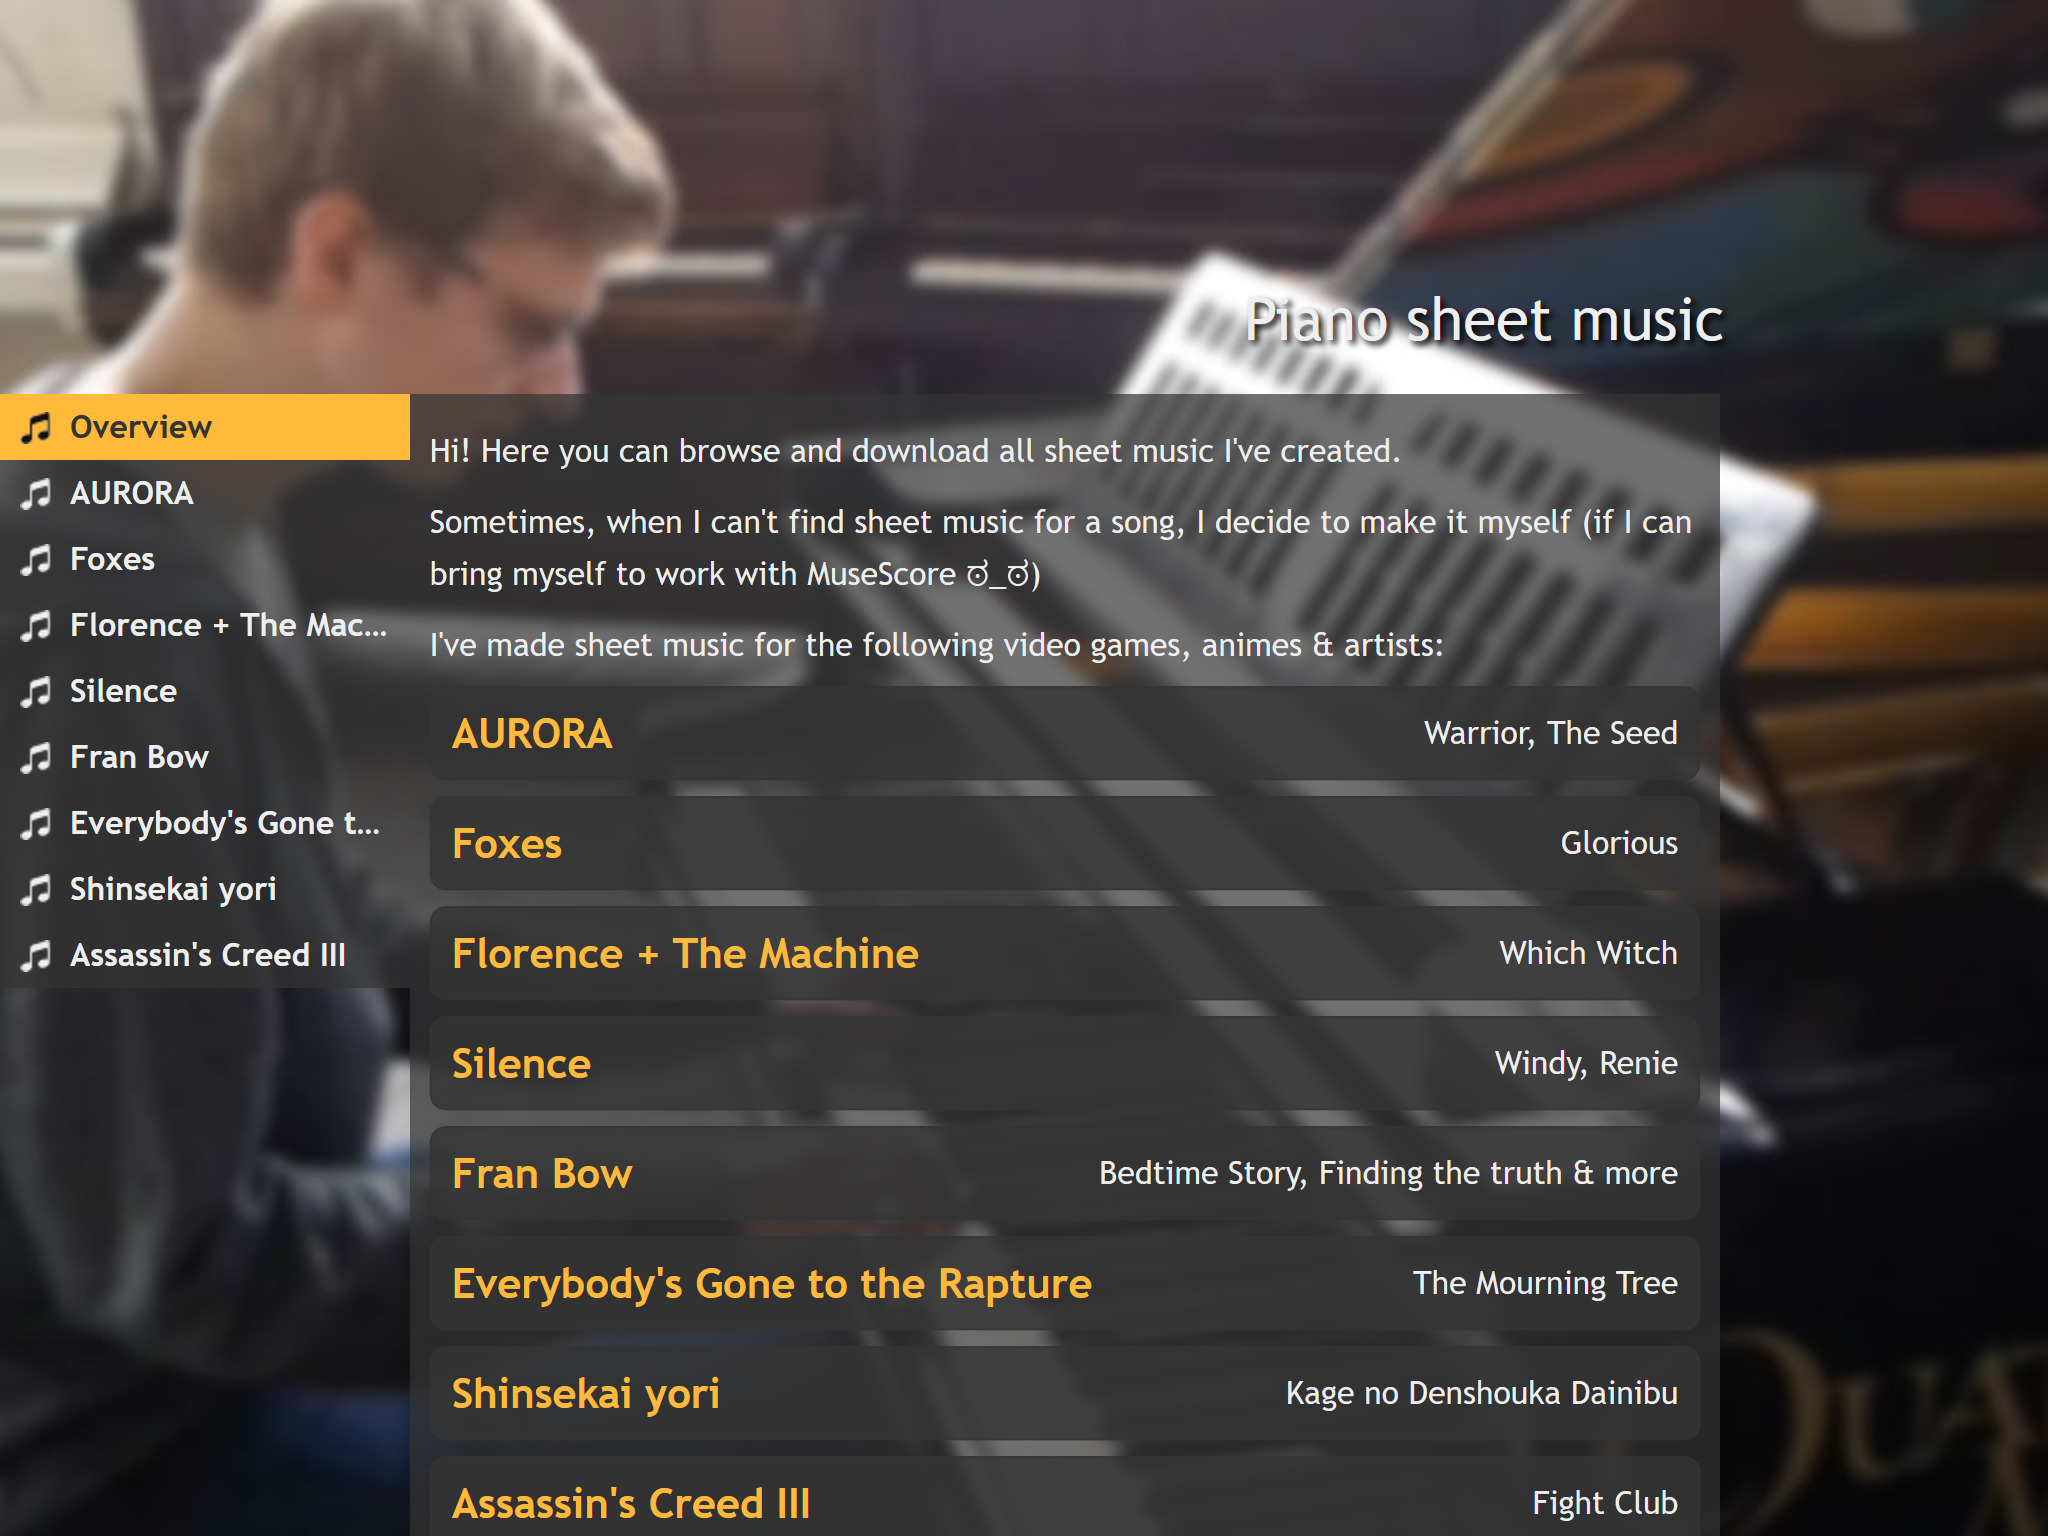 Piano sheet music
Overview
AURORA
Foxes
Florence + The Mac...
Silence
Fran Bow
Everybody's Gone t...
Shinsekai yori
Assassin's Creed III
Hi! Here you can browse and download all sheet music I've created.
Sometimes, when I can't find sheet music for a song, I decide to make it myself (if I can
bring myself to work with MuseScore ಠ_ಠ)
I've made sheet music for the following video games, animes & artists:
AURORA Warrior, The Seed
Foxes Glorious
Florence + The Machine Which Witch
Silence Windy, Renie
Fran Bow Bedtime Story, Finding the truth & more
Everybody's Gone to the Rapture The Mourning Tree
Shinsekai yori Kage no Denshouka Dainibu
Assassin's Creed III Fight Club